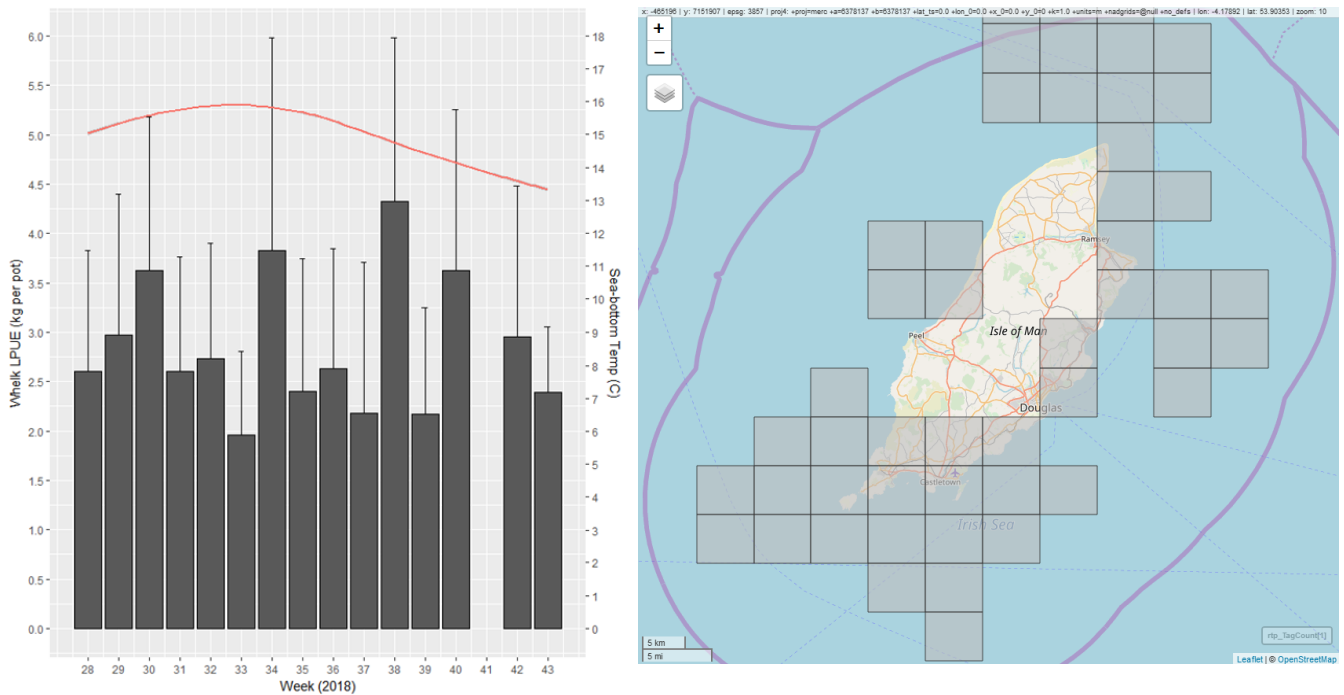 6.0
5.5
5.0
4.5
4.0
3.5
3.0
2.5
2.0
1.5
1.0
0.5
0.0
Whelk LPUE (kg per pot)
18
17
16
15
14
13
12
11
10
9
8
7
6
5
4
3
2
1
0
Sea-bottom Temp (C)
28 29 30 31 32 33 34 35 36 37 38 39 40 41 42 43
Week (2018)
x: -465196 | y: 7151907 | epsg: 3857 | proj4: +proj=merc +a=6378137 +b=6378137 +lat_ts=0.0 +lon_0=0.0 +x_0=0.0 +y_0=0 +k=1.0 +units=m +nadgrids=@null +no_defs | lon: -4.17892 | lat: 53.90353 | zoom: 10
+
−
Ramsey
Isle of Man
Peel
Douglas
Castletown
Irish Sea
5 km
5 mi
rtp_TagCount[1]
Leaflet | © OpenStreetMap